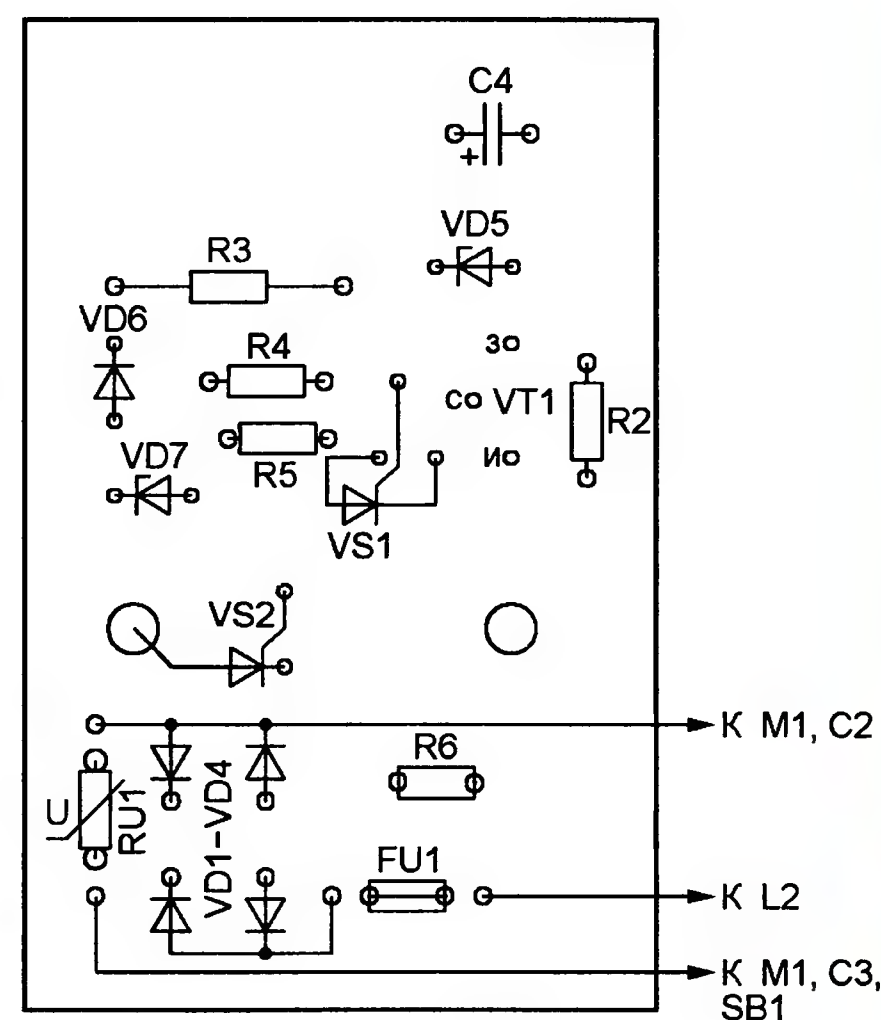 C4
+
VD5
R3
VD6
R4
з
с VT1
R2
R5
и
VD7
VS1
VS2
К М1, С2
R6
U
RU1
VD1-VD4
FU1
К L2
К М1, С3,
SB1